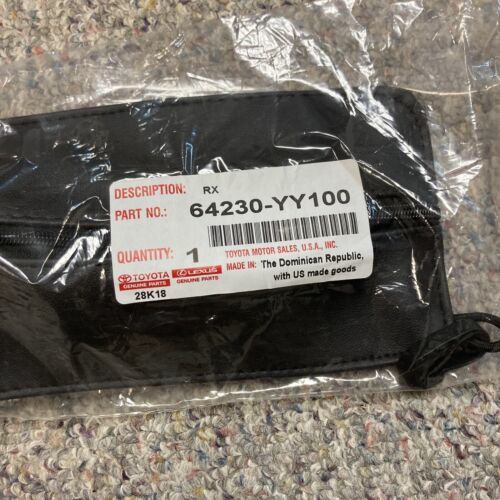 DESCRIPTION: RX
PART NO.: 64230-YY100
QUANTITY: 1
TOYOTA MOTOR SALES, U.S.A., INC.
MADE IN: The Dominican Republic,
with US made goods
TOYOTA LEXUS
GENUINE PARTS GENUINE PARTS
28K18